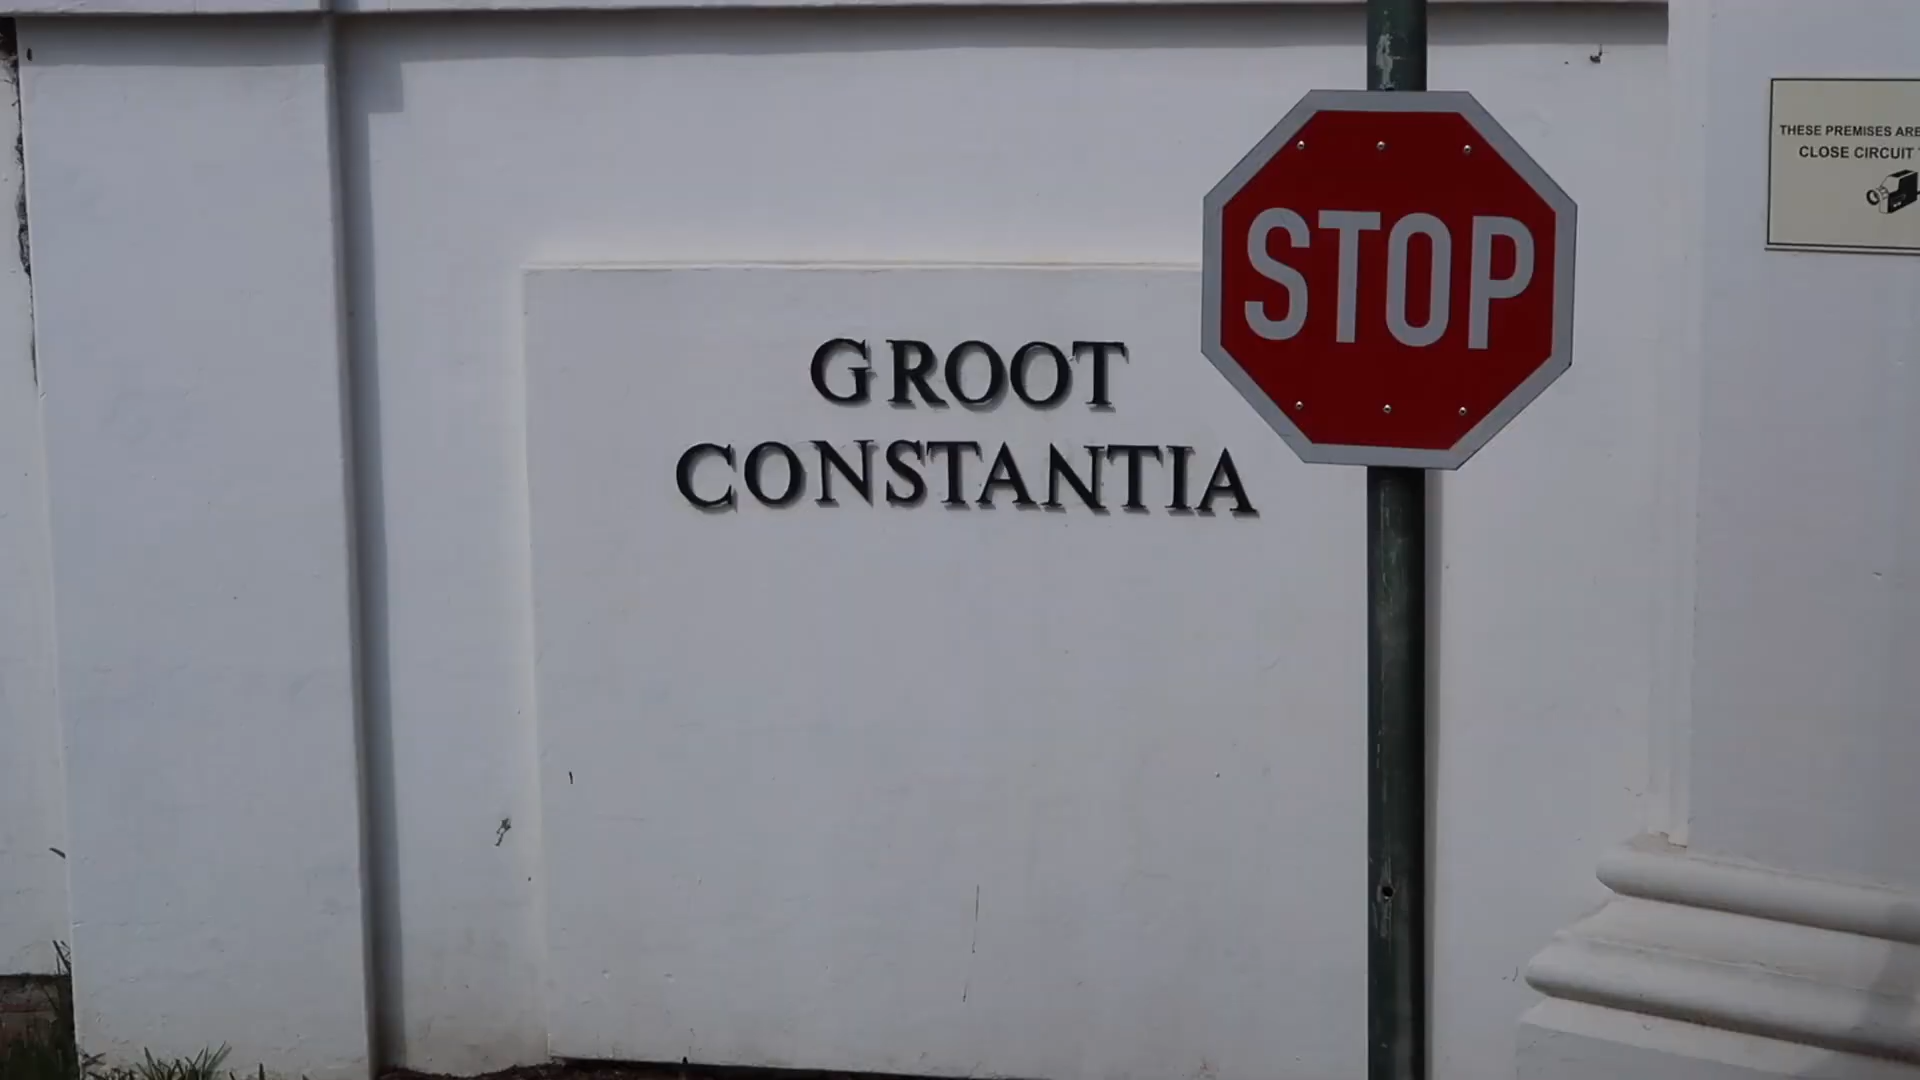 GROOT
CONSTANTIA
STOP
THESE PREMISES ARE
CLOSE CIRCUIT